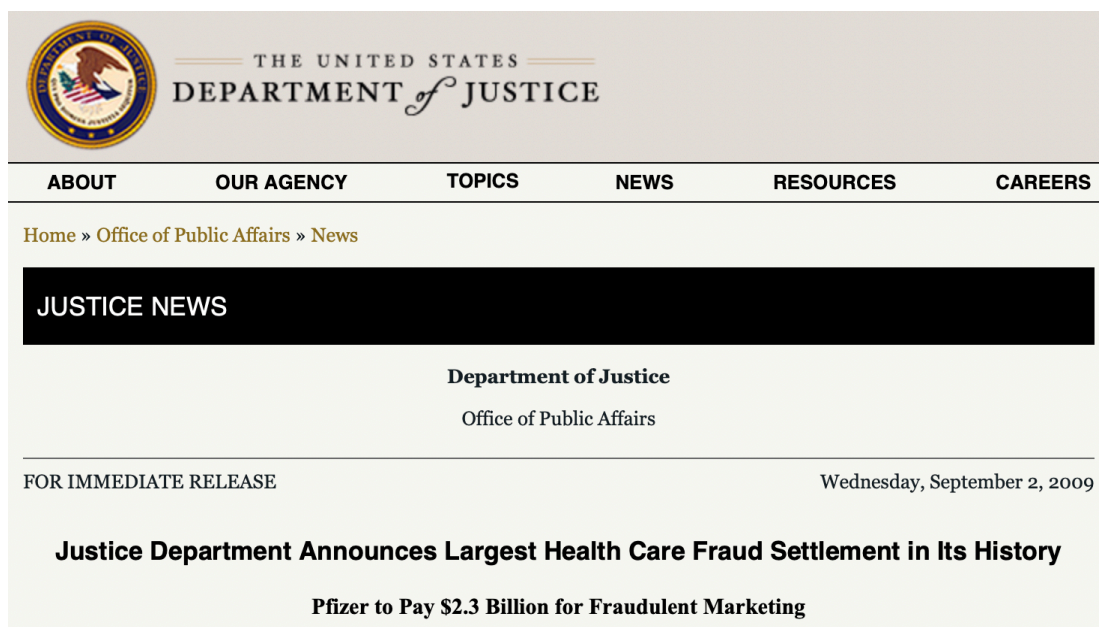 THE UNITED STATES
DEPARTMENT of JUSTICE
ABOUT OUR AGENCY TOPICS NEWS RESOURCES CAREERS
Home » Office of Public Affairs » News
JUSTICE NEWS
Department of Justice
Office of Public Affairs
FOR IMMEDIATE RELEASE Wednesday, September 2, 2009
Justice Department Announces Largest Health Care Fraud Settlement in Its History
Pfizer to Pay $2.3 Billion for Fraudulent Marketing